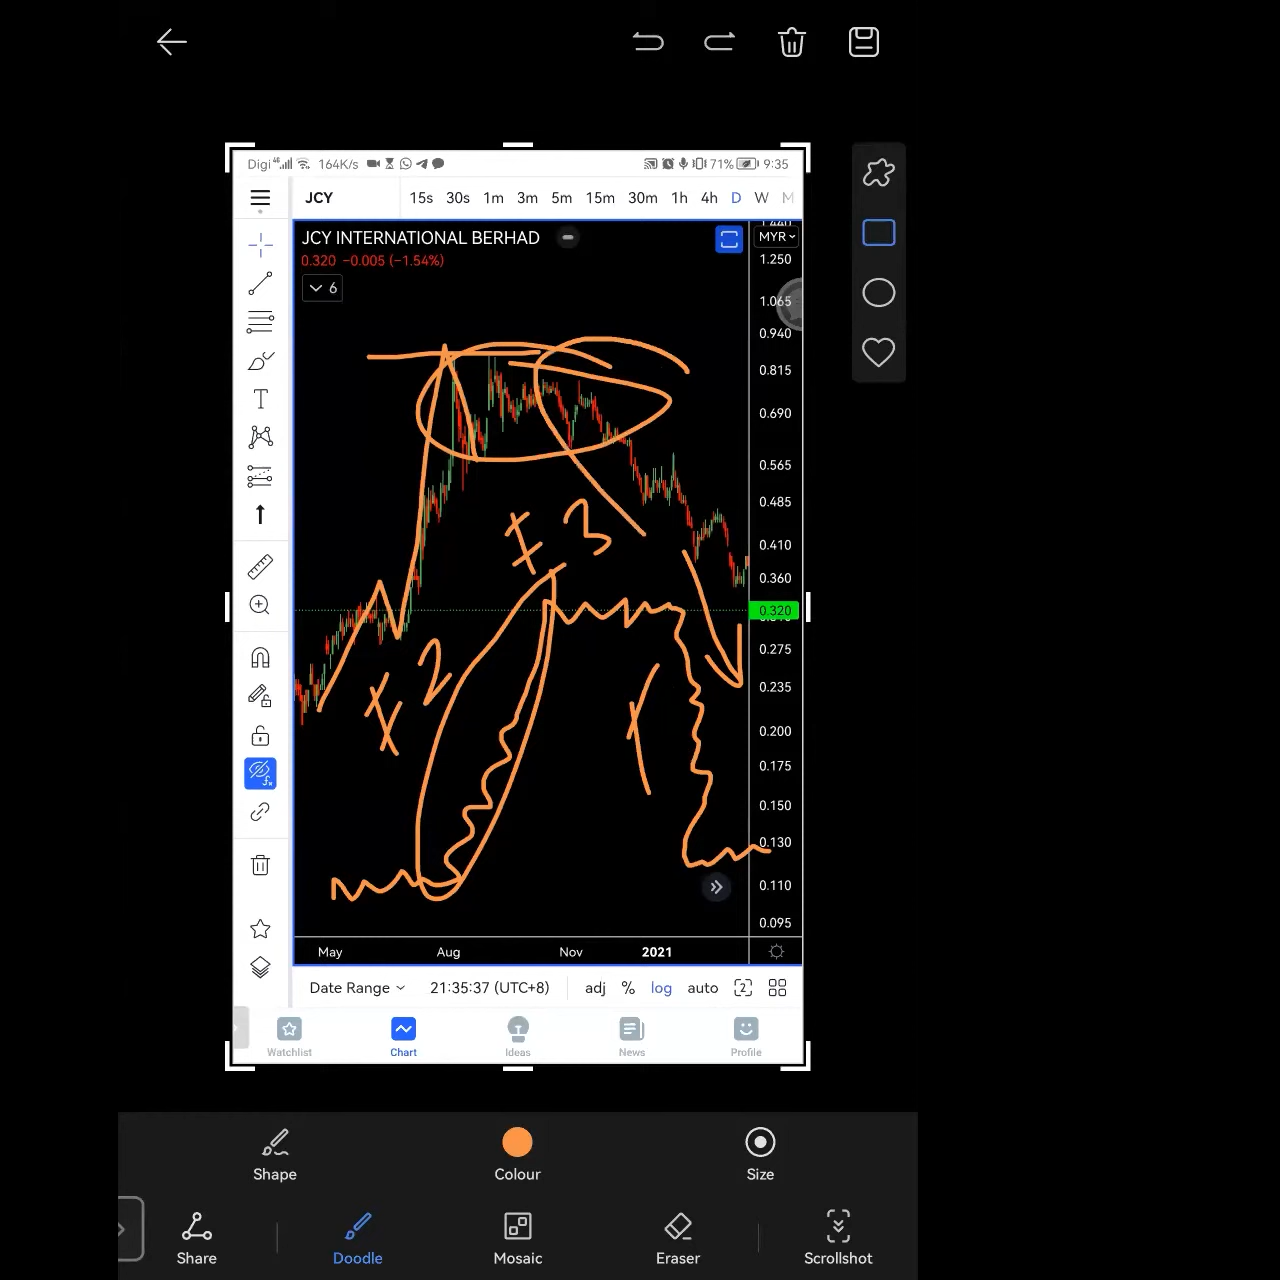 Digi 164K/s 71% 9:35
JCY 15s 30s 1m 3m 5m 15m 30m 1h 4h D W M
JCY INTERNATIONAL BERHAD
MYR
0.320 −0.005 (−1.54%)
6
1.250
1.065
0.940
0.815
0.690
0.565
0.485
0.410
0.360
0.320
0.275
0.235
0.200
0.175
0.150
0.130
0.110
0.095
3
2
May Aug Nov 2021
Date Range 21:35:37 (UTC+8) adj % log auto 2
Watchlist Chart Ideas News Profile
Shape Colour Size
Share Doodle Mosaic Eraser Scrollshot